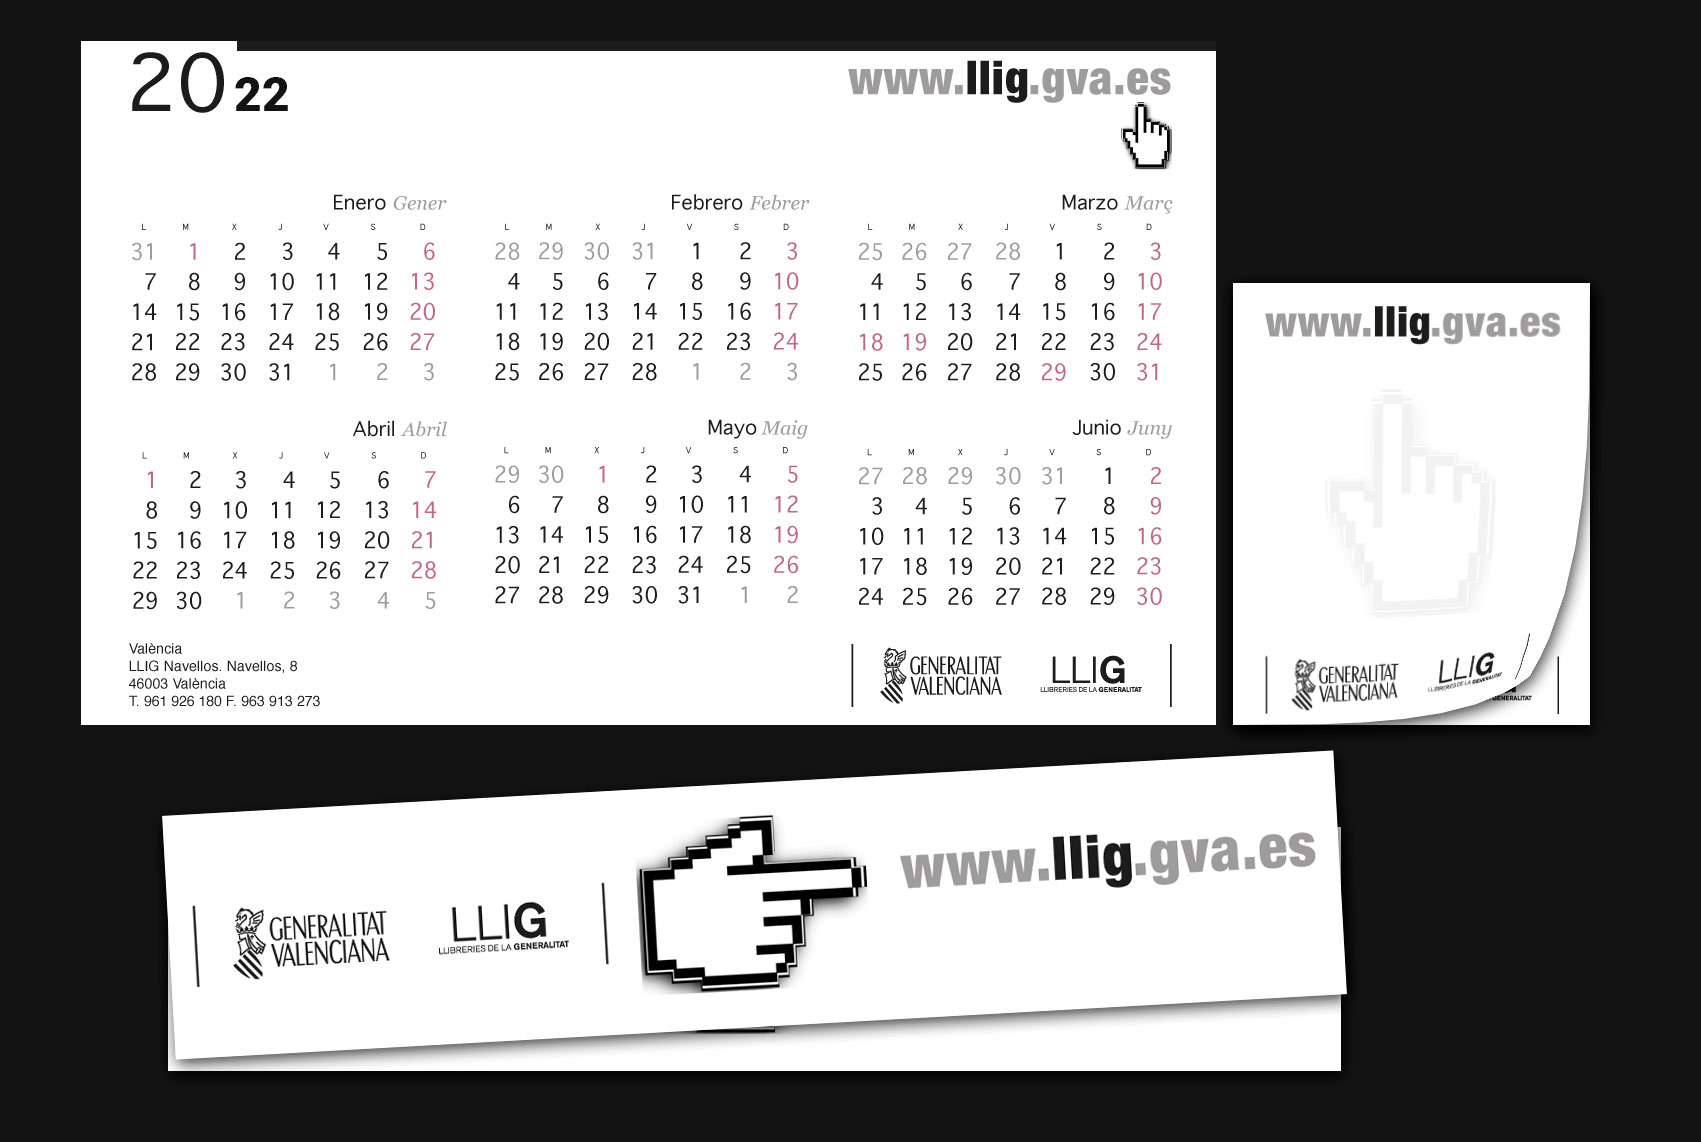 2022
www.llig.gva.es
Enero Gener
L M X J V S D
31 1 2 3 4 5 6
7 8 9 10 11 12 13
14 15 16 17 18 19 20
21 22 23 24 25 26 27
28 29 30 31 1 2 3
Febrero Febrer
L M X J V S D
28 29 30 31 1 2 3
4 5 6 7 8 9 10
11 12 13 14 15 16 17
18 19 20 21 22 23 24
25 26 27 28 1 2 3
Marzo Març
L M X J V S D
25 26 27 28 1 2 3
4 5 6 7 8 9 10
11 12 13 14 15 16 17
18 19 20 21 22 23 24
25 26 27 28 29 30 31
Abril Abril
L M X J V S D
1 2 3 4 5 6 7
8 9 10 11 12 13 14
15 16 17 18 19 20 21
22 23 24 25 26 27 28
29 30 1 2 3 4 5
Mayo Maig
L M X J V S D
29 30 1 2 3 4 5
6 7 8 9 10 11 12
13 14 15 16 17 18 19
20 21 22 23 24 25 26
27 28 29 30 31 1 2
Junio Juny
L M X J V S D
27 28 29 30 31 1 2
3 4 5 6 7 8 9
10 11 12 13 14 15 16
17 18 19 20 21 22 23
24 25 26 27 28 29 30
València
LLIG Navellos. Navellos, 8
46003 València
T. 961 926 180 F. 963 913 273
GENERALITAT
VALENCIANA
LLIG
LLIBRERIES DE LA GENERALITAT
www.llig.gva.es
GENERALITAT
VALENCIANA
LLIG
LLIBRERIES DE LA GENERALITAT
GENERALITAT
GENERALITAT
VALENCIANA
LLIG
LLIBRERIES DE LA GENERALITAT
www.llig.gva.es